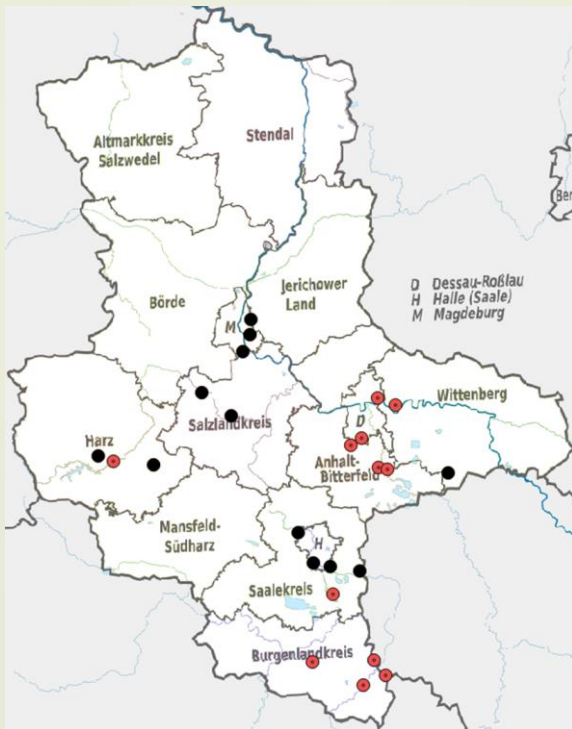 Altmarkkreis
Salzwedel
Stendal
Ber
Börde
Jerichower
Land
D Dessau-Roßlau
H Halle (Saale)
M Magdeburg
M
Wittenberg
Salzlandkreis
D
Harz
Anhalt-
Bitterfeld
Mansfeld-
Südharz
H
Saalekreis
Burgenlandkreis